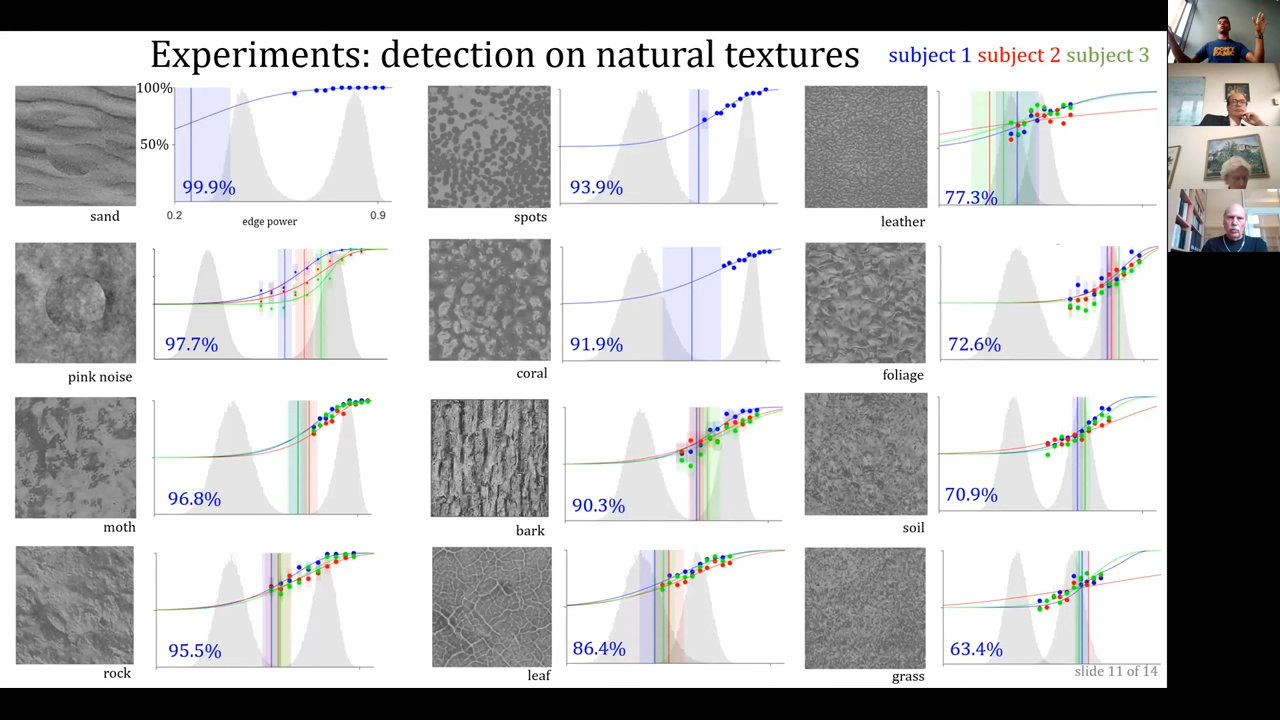 Experiments: detection on natural textures
subject 1 subject 2 subject 3
100%
50%
99.9%
0.2
0.9
edge power
sand
93.9%
spots
77.3%
leather
97.7%
pink noise
91.9%
coral
72.6%
foliage
96.8%
moth
90.3%
bark
70.9%
soil
95.5%
rock
86.4%
leaf
63.4%
grass
slide 11 of 14
DON'T
PANIC